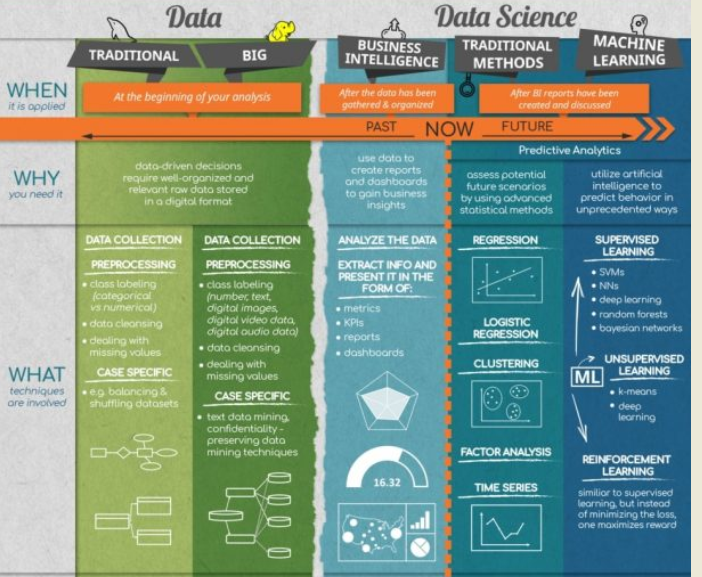 Data
Data Science
TRADITIONAL
BIG
BUSINESS
INTELLIGENCE
TRADITIONAL
METHODS
MACHINE
LEARNING
WHEN
it is applied
At the beginning of your analysis
After the data has been
gathered & organized
After BI reports have been
created and discussed
PAST
NOW
FUTURE
Predictive Analytics
WHY
you need it
data-driven decisions
require well-organized and
relevant raw data stored
in a digital format
use data to
create reports
and dashboards
to gain business
insights
assess potential
future scenarios
by using advanced
statistical methods
utilize artificial
intelligence to
predict behavior in
unprecedented ways
WHAT
techniques
are involved
DATA COLLECTION
PREPROCESSING
• class labeling
(categorical
vs numerical)
• data cleansing
• dealing with
missing values
CASE SPECIFIC
• e.g. balancing &
shuffling datasets
DATA COLLECTION
PREPROCESSING
• class labeling
(number, text,
digital images,
digital video data,
digital audio data)
• data cleansing
• dealing with
missing values
CASE SPECIFIC
• text data mining,
confidentiality -
preserving data
mining techniques
ANALYZE THE DATA
EXTRACT INFO AND
PRESENT IT IN THE
FORM OF:
• metrics
• KPIs
• reports
• dashboards
16.32
REGRESSION
LOGISTIC
REGRESSION
CLUSTERING
FACTOR ANALYSIS
TIME SERIES
SUPERVISED
LEARNING
• SVMs
• NNs
• deep learning
• random forests
• bayesian networks
ML
UNSUPERVISED
LEARNING
• k-means
• deep
learning
REINFORCEMENT
LEARNING
similiar to supervised
learning, but instead
of minimizing the loss,
one maximizes reward